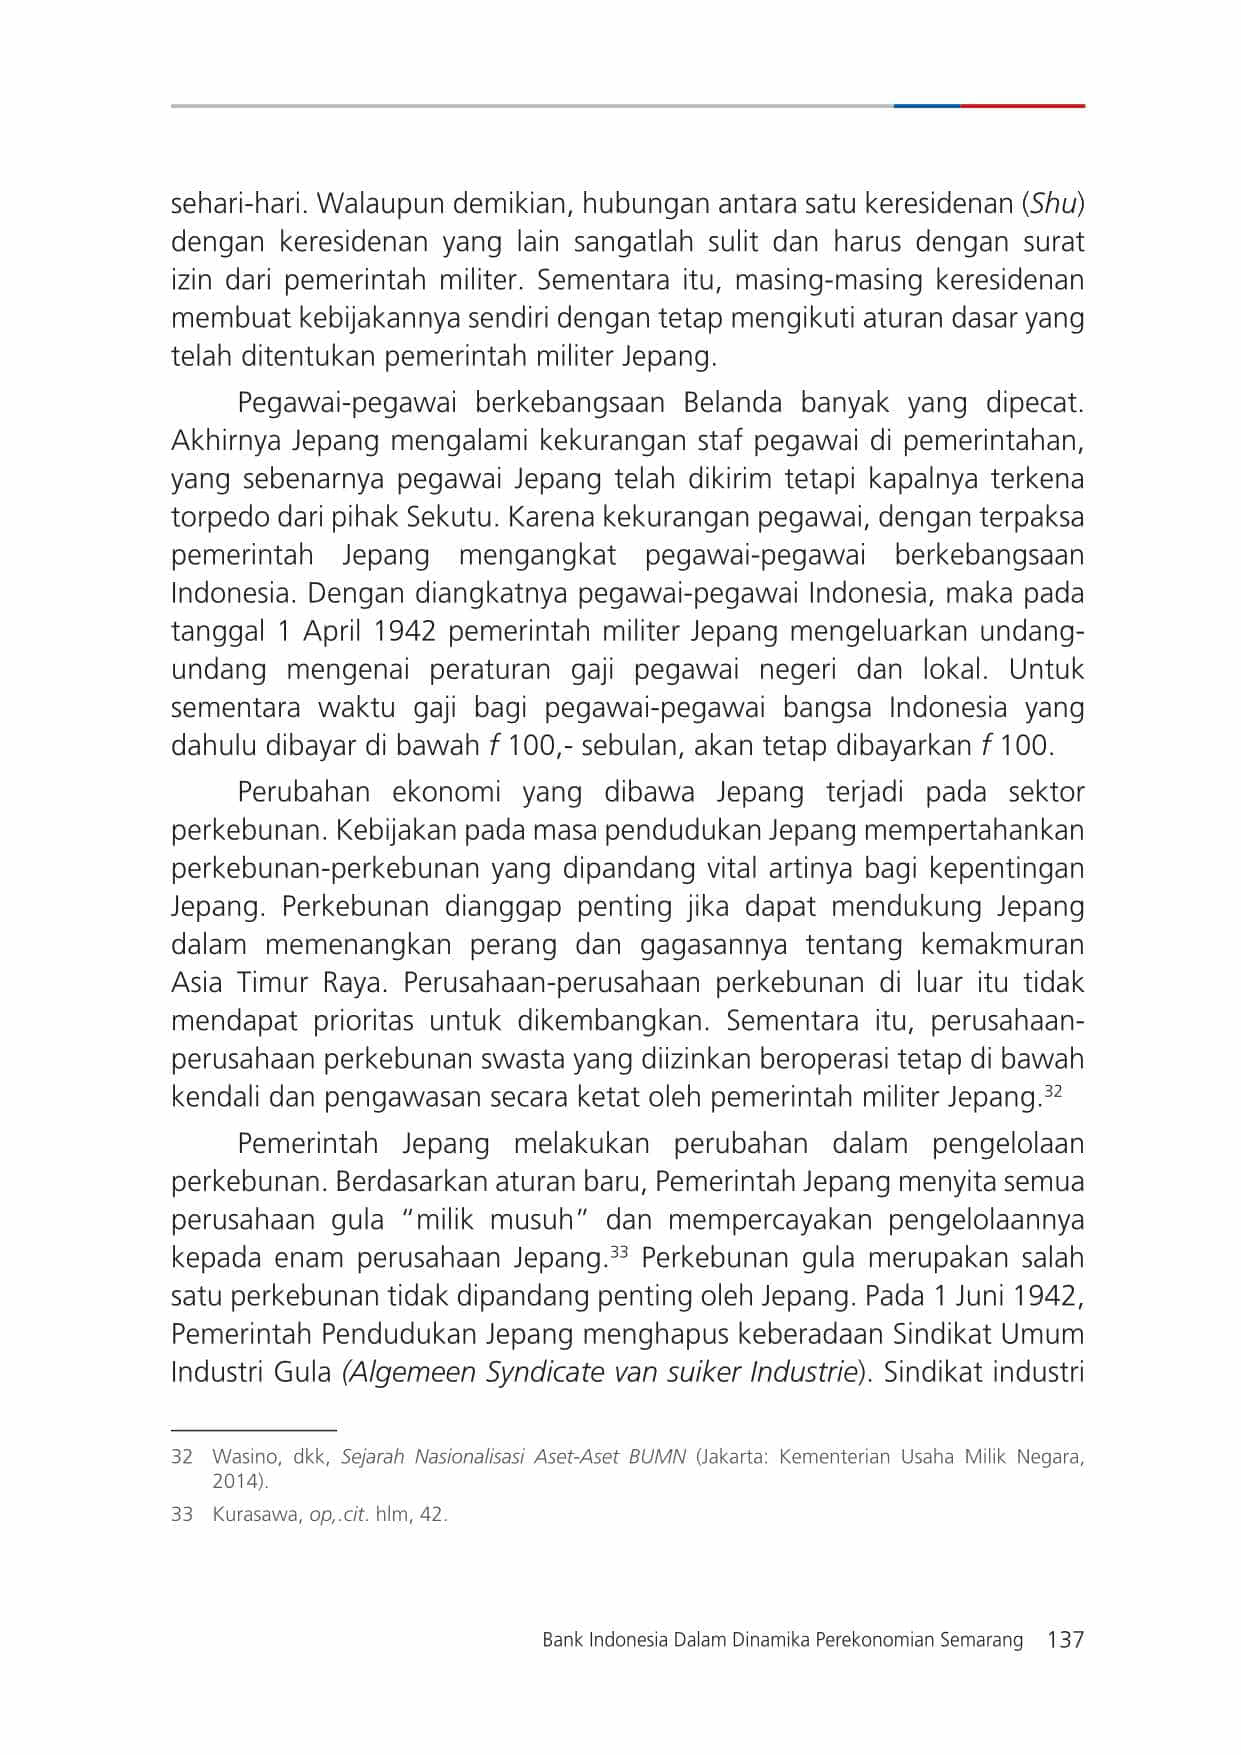 sehari-hari. Walaupun demikian, hubungan antara satu keresidenan (Shu)
dengan keresidenan yang lain sangatlah sulit dan harus dengan surat
izin dari pemerintah militer. Sementara itu, masing-masing keresidenan
membuat kebijakannya sendiri dengan tetap mengikuti aturan dasar yang
telah ditentukan pemerintah militer Jepang.
Pegawai-pegawai berkebangsaan Belanda banyak yang dipecat.
Akhirnya Jepang mengalami kekurangan staf pegawai di pemerintahan,
yang sebenarnya pegawai Jepang telah dikirim tetapi kapalnya terkena
torpedo dari pihak Sekutu. Karena kekurangan pegawai, dengan terpaksa
pemerintah Jepang mengangkat pegawai-pegawai berkebangsaan
Indonesia. Dengan diangkatnya pegawai-pegawai Indonesia, maka pada
tanggal 1 April 1942 pemerintah militer Jepang mengeluarkan undang-
undang mengenai peraturan gaji pegawai negeri dan lokal. Untuk
sementara waktu gaji bagi pegawai-pegawai bangsa Indonesia yang
dahulu dibayar di bawah f 100,- sebulan, akan tetap dibayarkan f 100.
Perubahan ekonomi yang dibawa Jepang terjadi pada sektor
perkebunan. Kebijakan pada masa pendudukan Jepang mempertahankan
perkebunan-perkebunan yang dipandang vital artinya bagi kepentingan
Jepang. Perkebunan dianggap penting jika dapat mendukung Jepang
dalam memenangkan perang dan gagasannya tentang kemakmuran
Asia Timur Raya. Perusahaan-perusahaan perkebunan di luar itu tidak
mendapat prioritas untuk dikembangkan. Sementara itu, perusahaan-
perusahaan perkebunan swasta yang diizinkan beroperasi tetap di bawah
kendali dan pengawasan secara ketat oleh pemerintah militer Jepang.32
Pemerintah Jepang melakukan perubahan dalam pengelolaan
perkebunan. Berdasarkan aturan baru, Pemerintah Jepang menyita semua
perusahaan gula “milik musuh” dan mempercayakan pengelolaannya
kepada enam perusahaan Jepang.33 Perkebunan gula merupakan salah
satu perkebunan tidak dipandang penting oleh Jepang. Pada 1 Juni 1942,
Pemerintah Pendudukan Jepang menghapus keberadaan Sindikat Umum
Industri Gula (Algemeen Syndicate van suiker Industrie). Sindikat industri
32 Wasino, dkk, Sejarah Nasionalisasi Aset-Aset BUMN (Jakarta: Kementerian Usaha Milik Negara,
2014).
33 Kurasawa, op,.cit. hlm, 42.
Bank Indonesia Dalam Dinamika Perekonomian Semarang 137